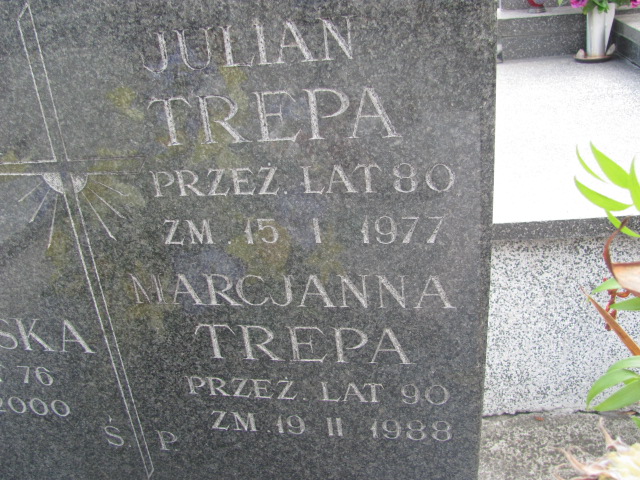 JULIAN
TREPA
PRZEŻ. LAT 80
ZM. 15 I 1977
MARCJANNA
TREPA
PRZEŻ. LAT 90
ZM. 19 II 1988
SKA
76
2000
Ś P